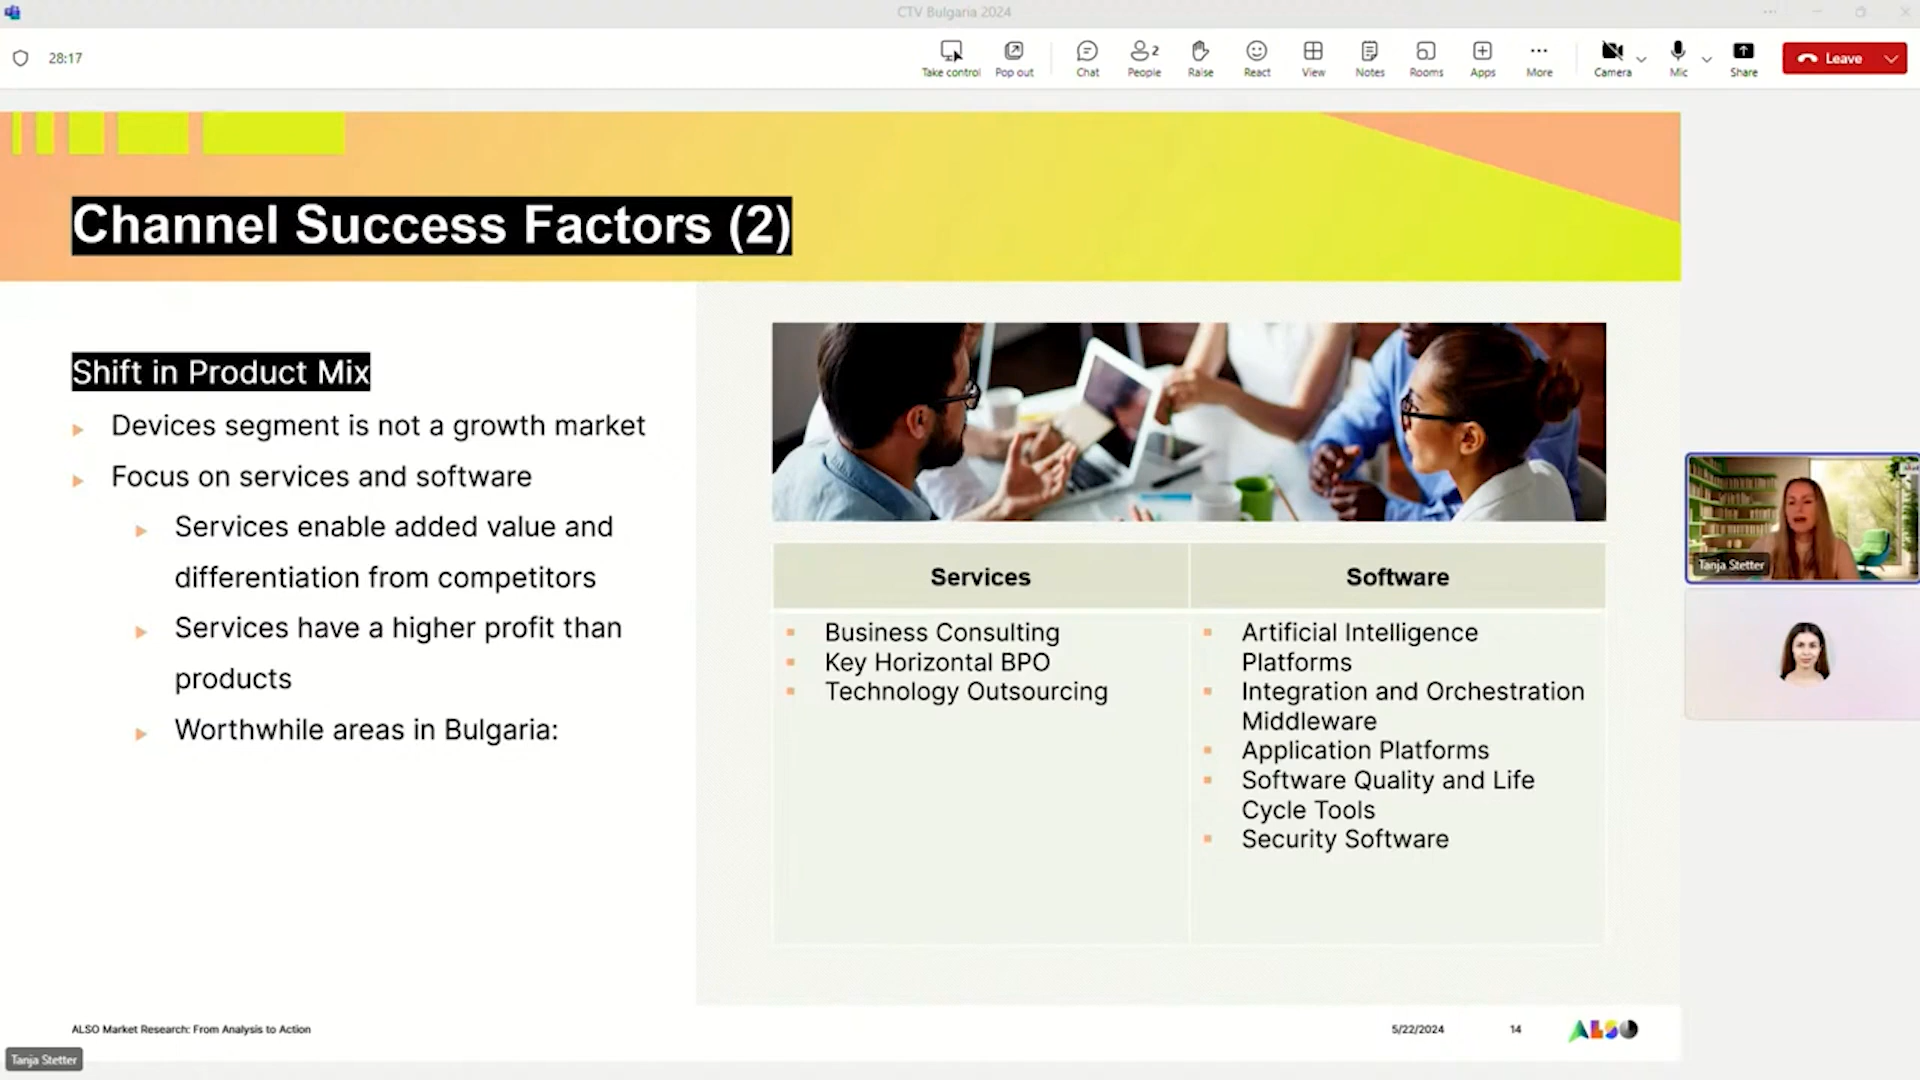 CTV Bulgaria 2024
28:17
Take control
Pop out
Chat
2
People
Raise
React
View
Notes
Rooms
Apps
More
Camera
Mic
Share
Leave
Channel Success Factors (2)
Shift in Product Mix
Devices segment is not a growth market
Focus on services and software
Services enable added value and
differentiation from competitors
Services have a higher profit than
products
Worthwhile areas in Bulgaria:
Services
Business Consulting
Key Horizontal BPO
Technology Outsourcing
Software
Artificial Intelligence
Platforms
Integration and Orchestration
Middleware
Application Platforms
Software Quality and Life
Cycle Tools
Security Software
Tanja Stetter
ALSO Market Research: From Analysis to Action
5/22/2024
14
ALSO
Tanja Stetter